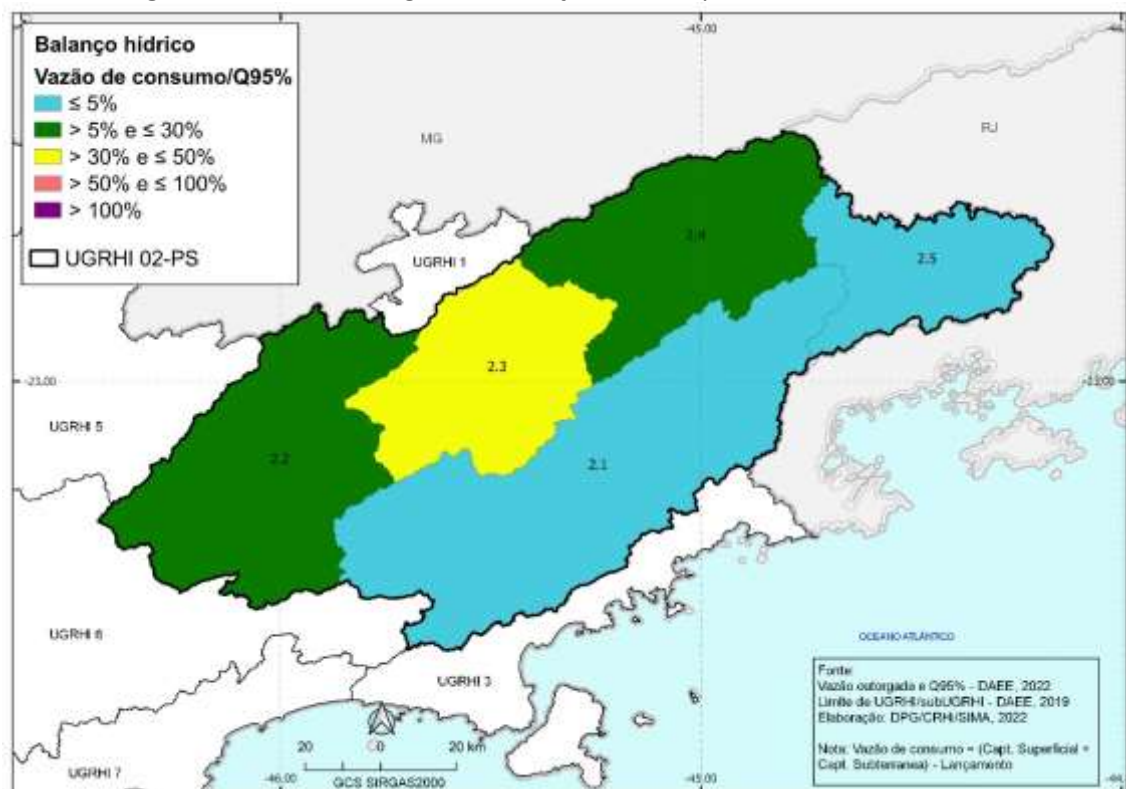 Balanço hídrico
Vazão de consumo/Q95%
≤ 5%
> 5% e ≤ 30%
> 30% e ≤ 50%
> 50% e ≤ 100%
> 100%
UGRHI 02-PS
-45.00
MG
RJ
UGRHI 1
2.4
2.5
2.3
-23.00
UGRHI 5
2.2
2.1
UGRHI 6
UGRHI 3
UGRHI 7
OCEANO ATLÂNTICO
20 0 20 km
-46.00
GCS SIRGAS2000
-45.00
Fonte:
Vazão outorgada e Q95% - DAEE, 2022
Limite de UGRHI/subUGRHI - DAEE, 2019
Elaboração: DPG/CRHi/SIMA, 2022
Nota: Vazão de consumo = (Capt. Superficial +
Capt. Subterranea) - Lançamento